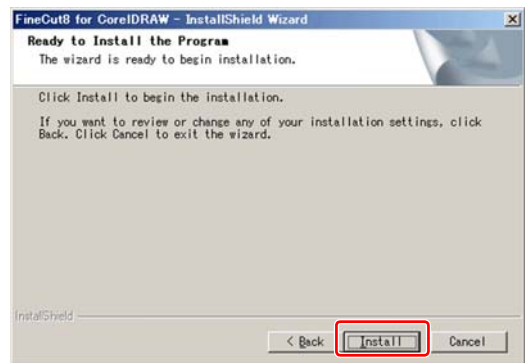 FineCut8 for CorelDRAW - InstallShield Wizard
Ready to Install the Program
The wizard is ready to begin installation.
Click Install to begin the installation.
If you want to review or change any of your installation settings, click
Back. Click Cancel to exit the wizard.
InstallShield
< Back Install Cancel